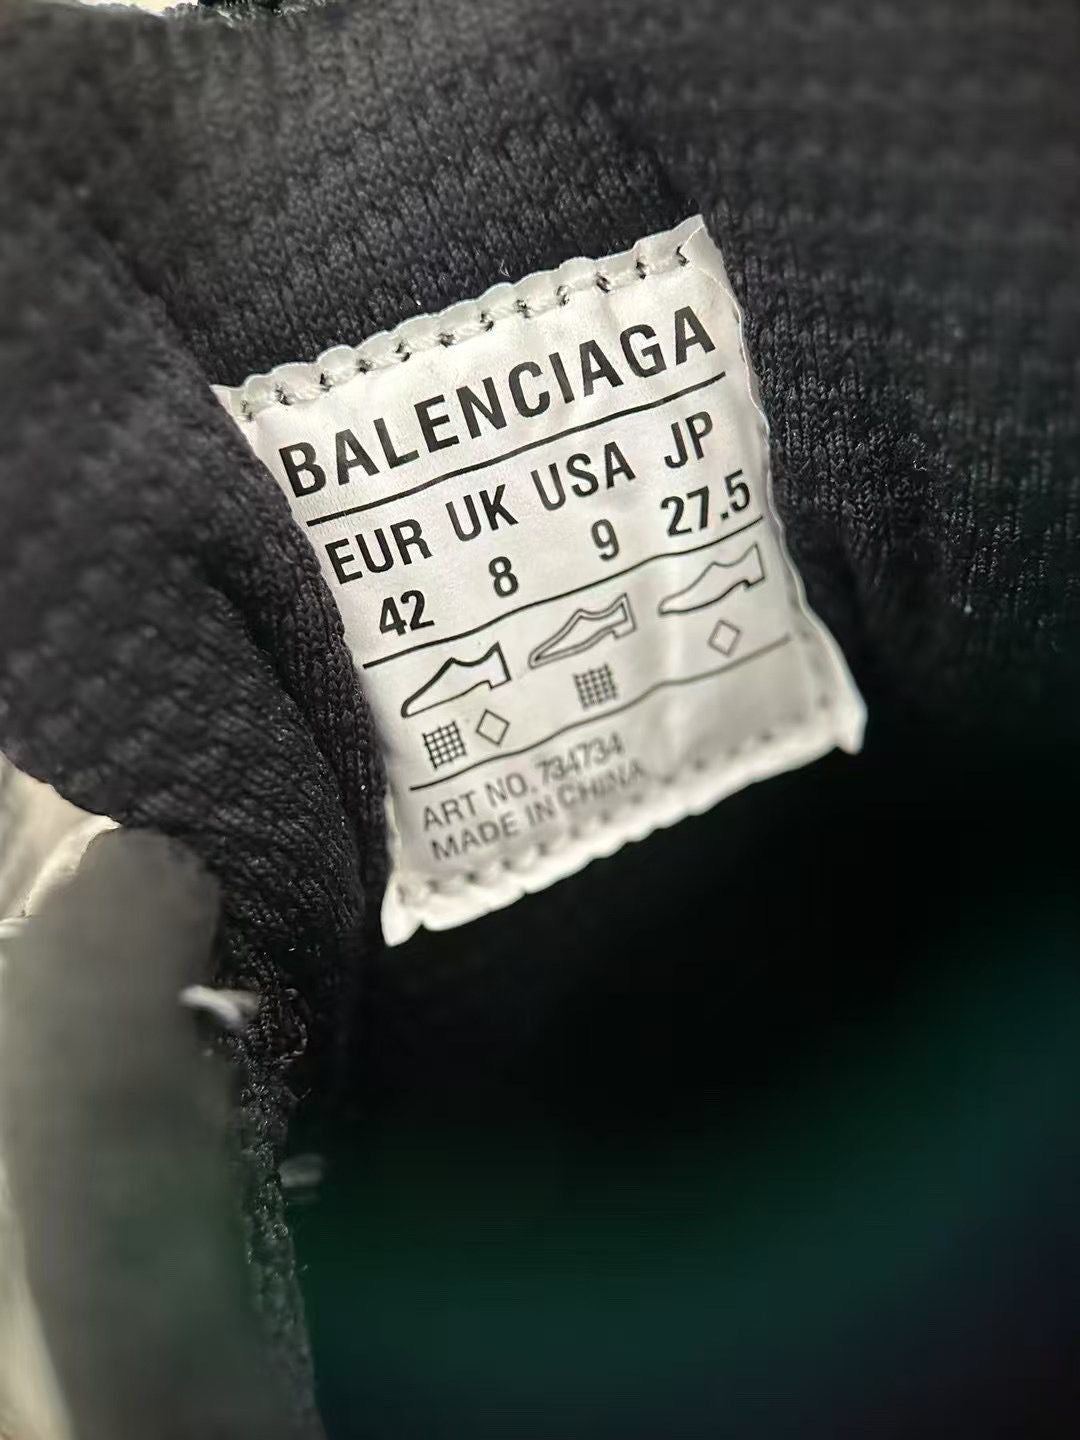 BALENCIAGA
EUR UK USA JP
42 8 9 27.5
ART NO. 734734
MADE IN CHINA